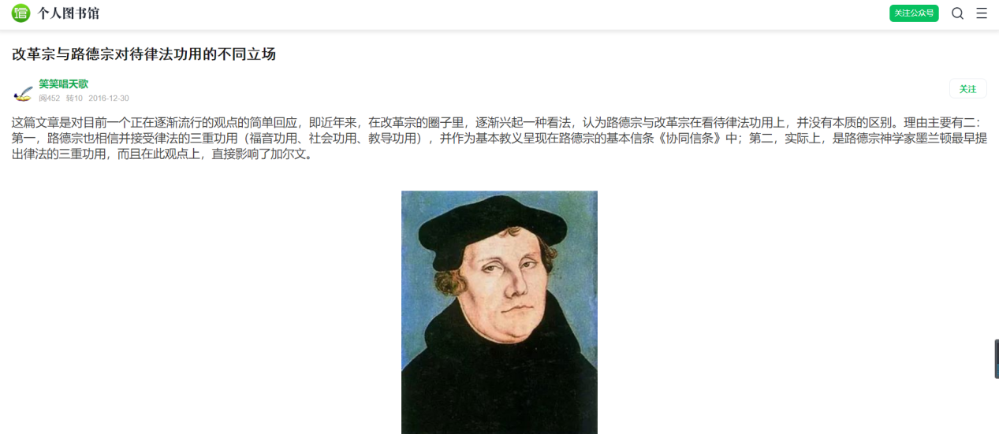 个人图书馆
关注公众号
改革宗与路德宗对待律法功用的不同立场
笑笑唱天歌
阅452 转10 2016-12-30
关注
这篇文章是对目前一个正在逐渐流行的观点的简单回应，即近年来，在改革宗的圈子里，逐渐兴起一种看法，认为路德宗与改革宗在看待律法功用上，并没有本质的区别。理由主要有二：
第一，路德宗也相信并接受律法的三重功用（福音功用、社会功用、教导功用），并作为基本教义呈现在路德宗的基本信条《协同信条》中；第二，实际上，是路德宗神学家墨兰顿最早提
出律法的三重功用，而且在此观点上，直接影响了加尔文。